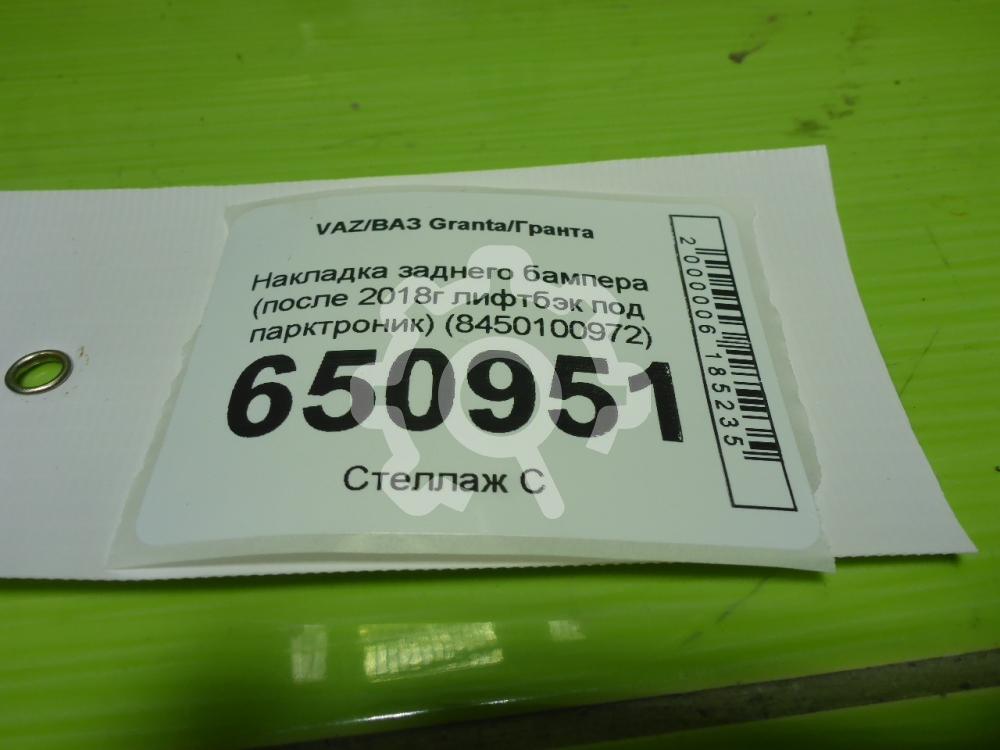 VAZ/ВАЗ Granta/Гранта
Накладка заднего бампера
(после 2018г лифтбэк под
парктроник) (8450100972)
650951
Стеллаж С
2000006185235